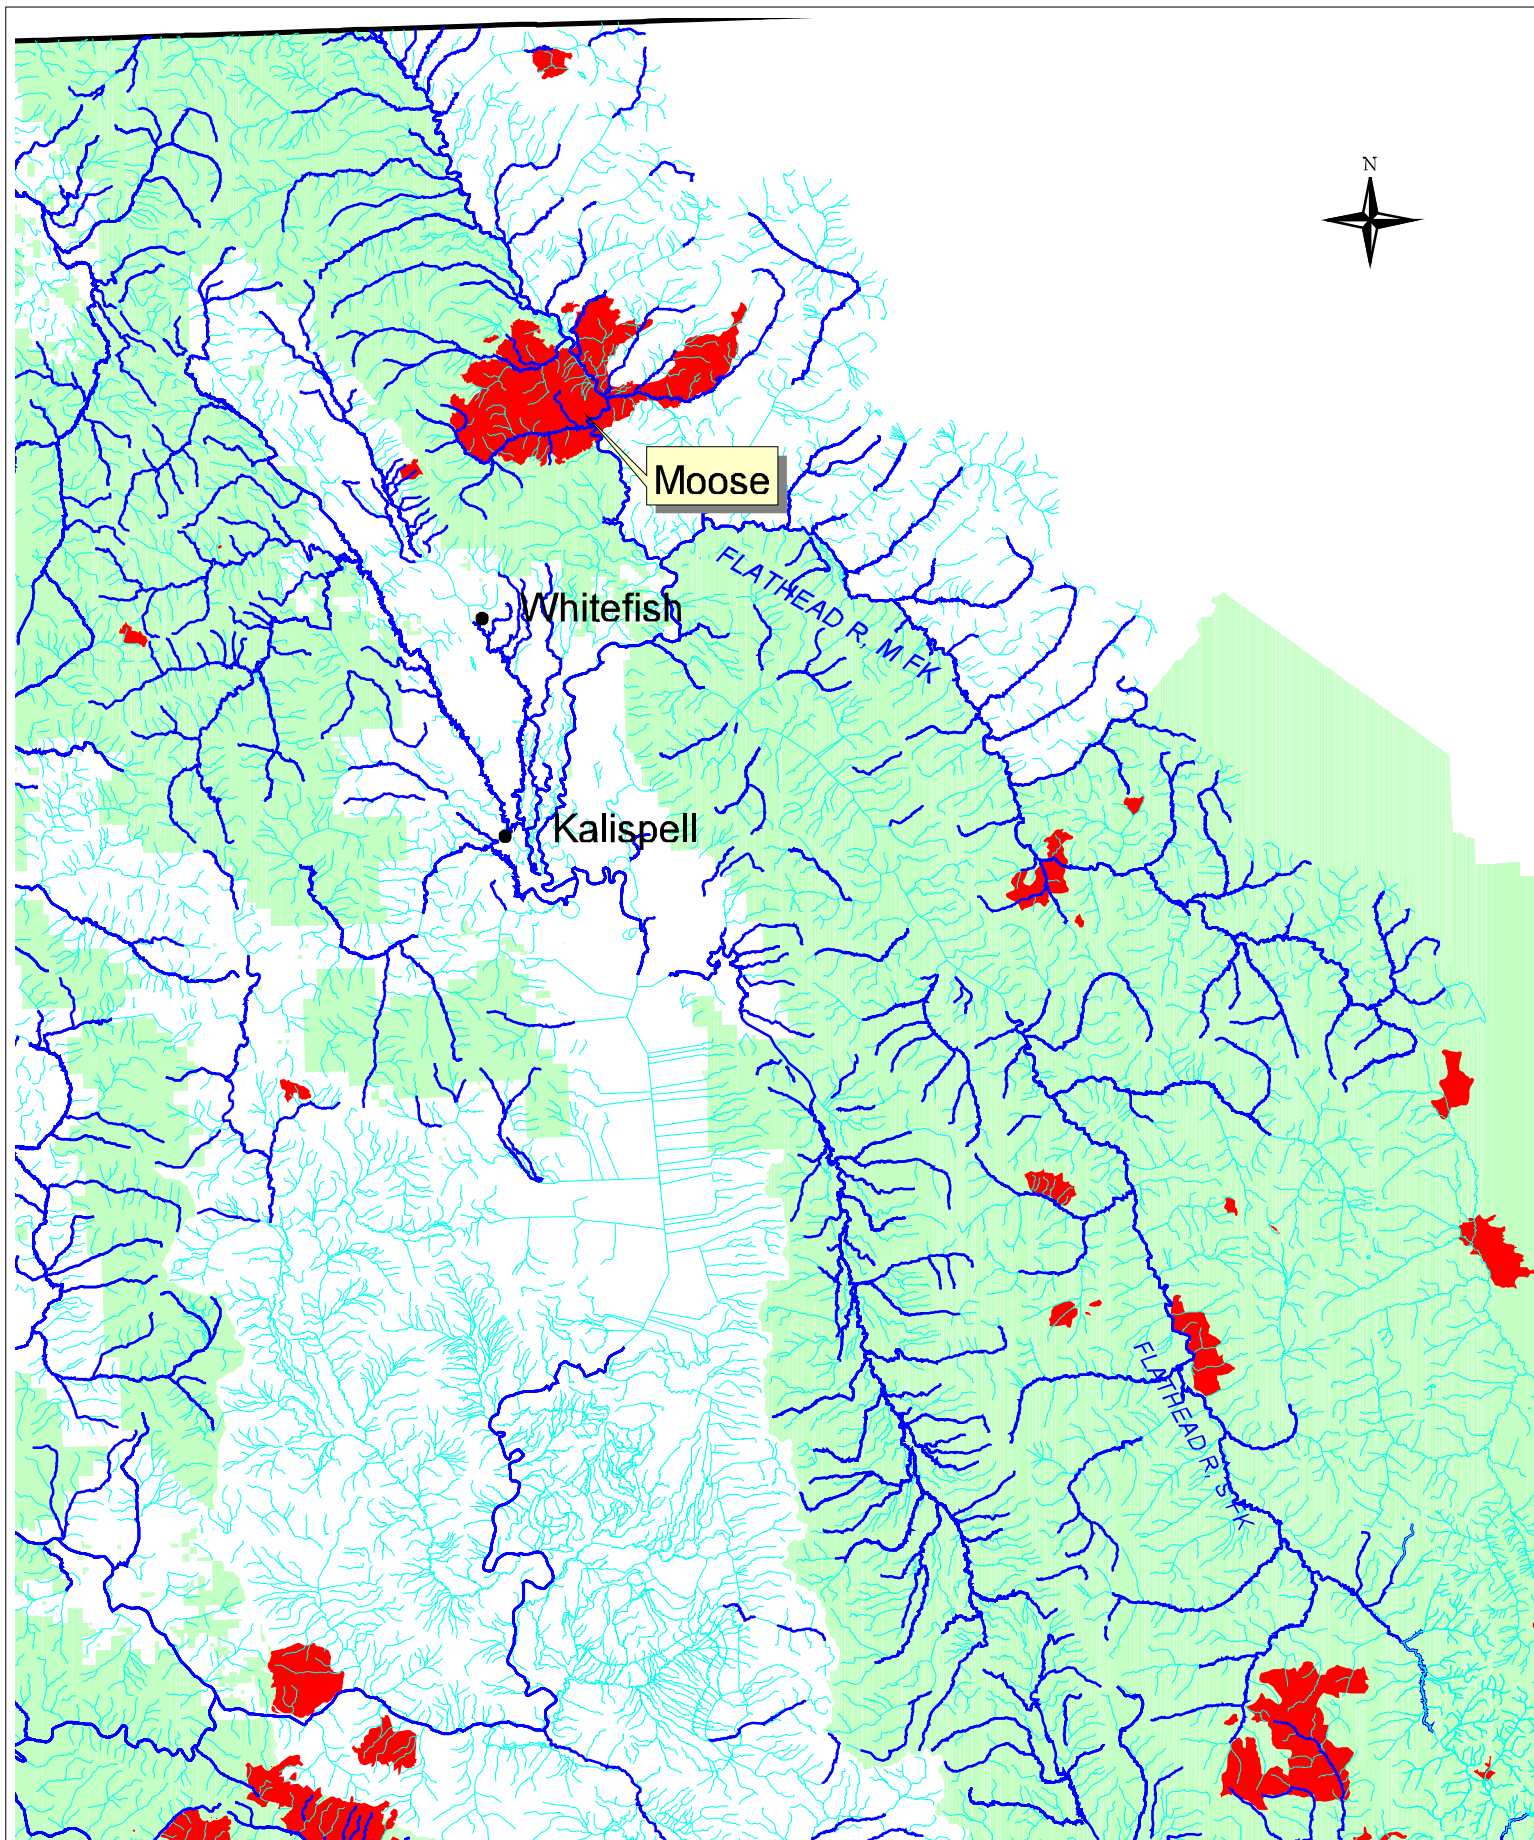 N
Moose
FLATHEAD R, M FK
Whitefish
Kalispell
FLATHEAD R, S FK